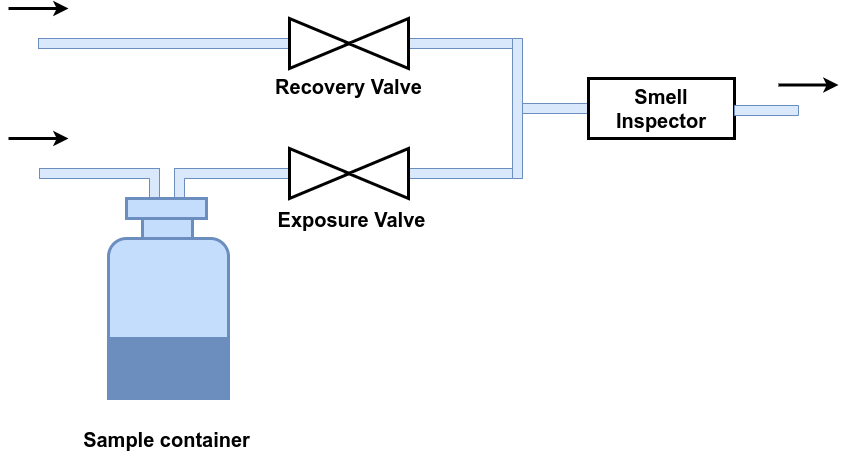 Recovery Valve
Smell
Inspector
Exposure Valve
Sample container